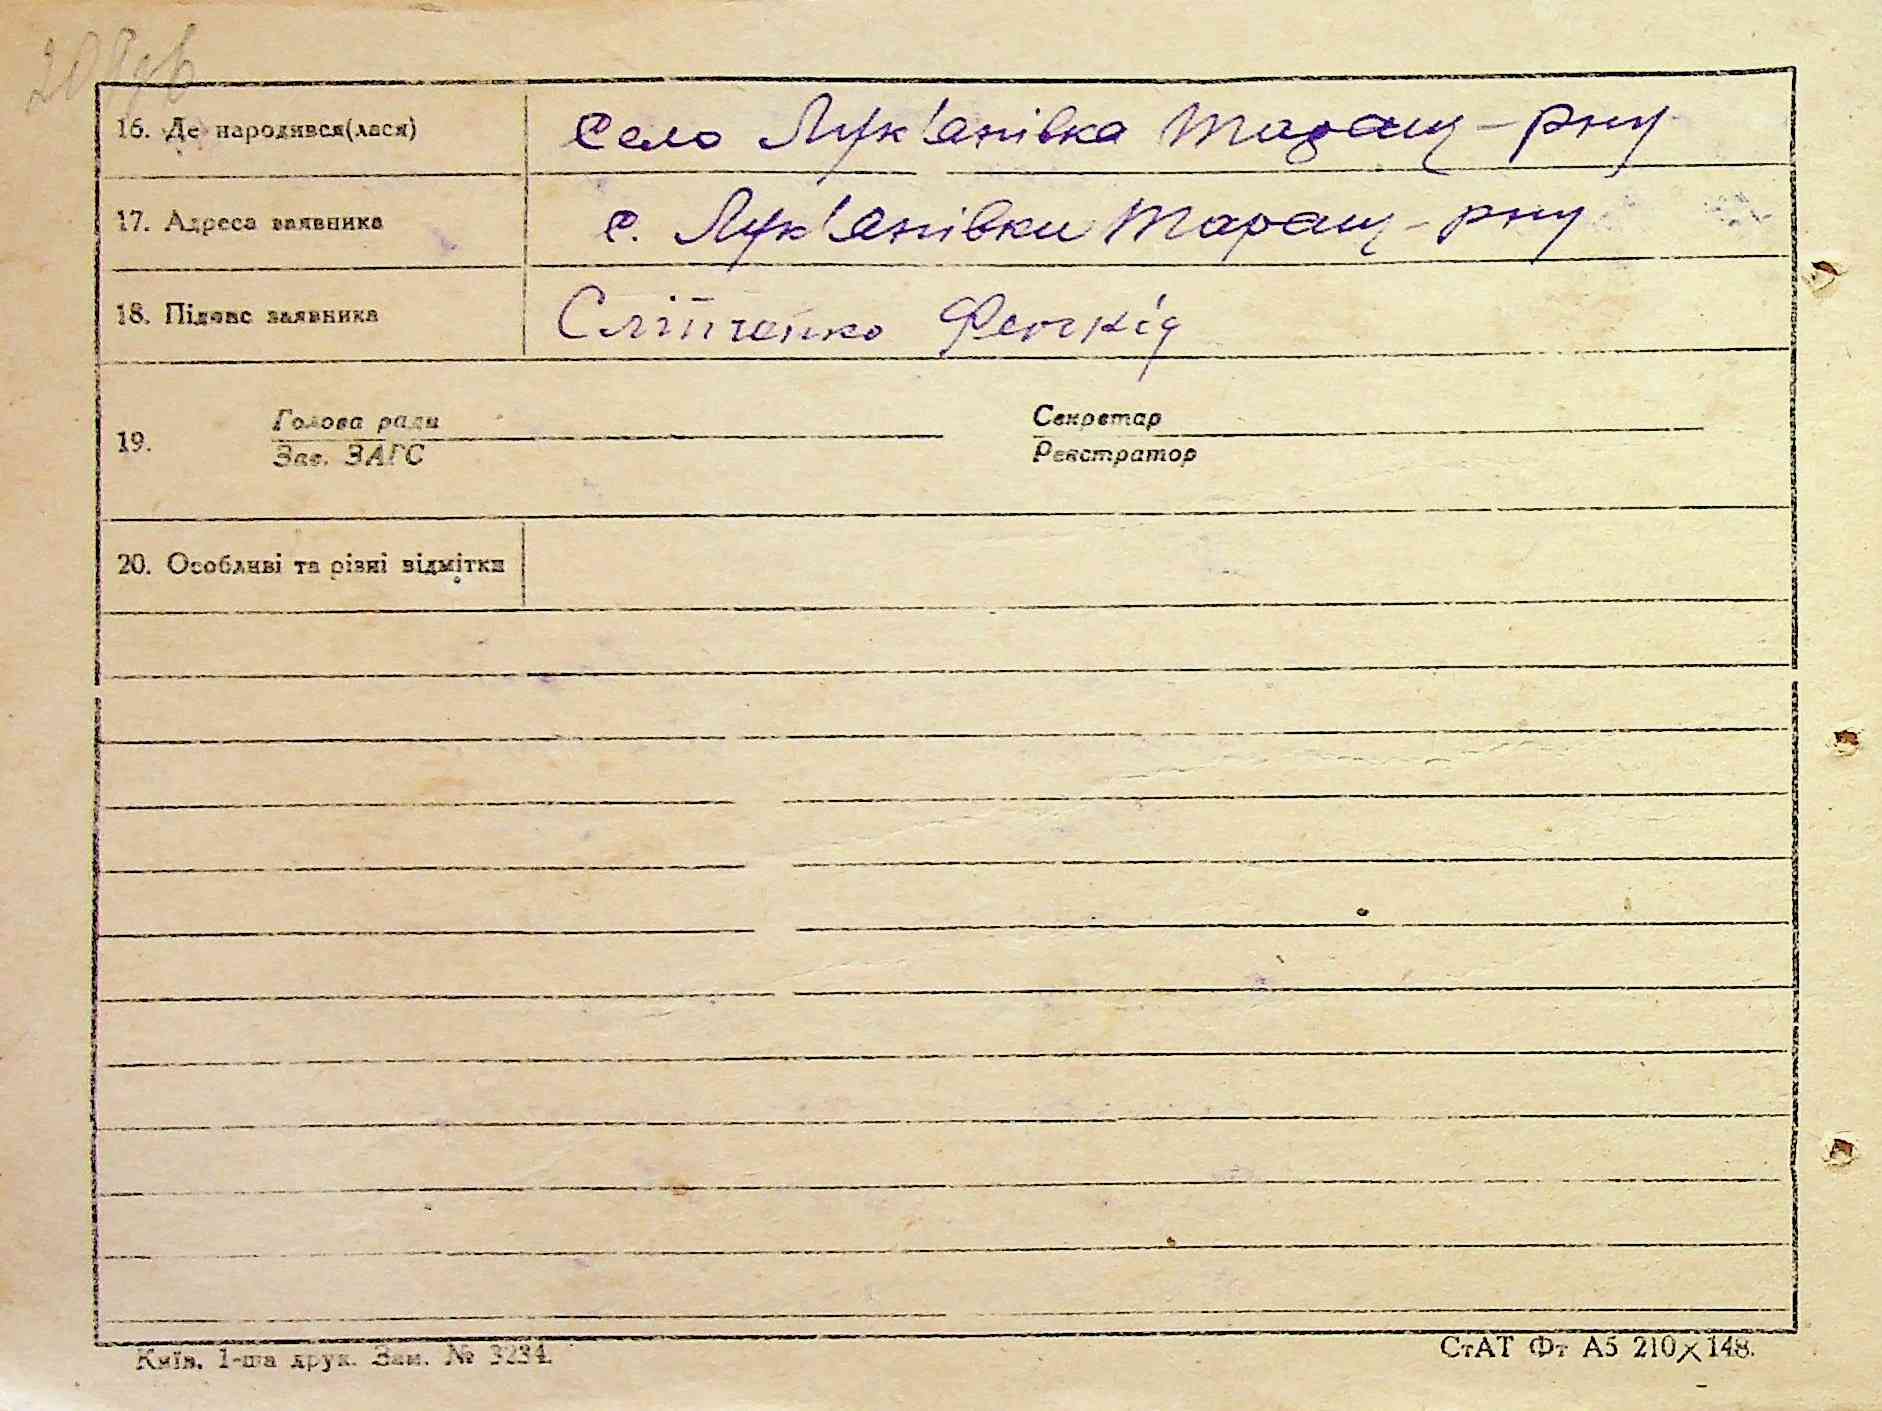 209зв
16. Де народився(лася) Село Лук'янівка Таращ-рну
17. Адреса заявника с. Лук'янівки Таращ-рну
18. Підпис заявника Сліпченко
19. Голова ради Секретар
Зав. ЗАГС Реєстратор
20. Особливі та різні відмітки
Київ. 1-ша друк. Зам. № 3234.
СтАТ Фт А5 210×148.